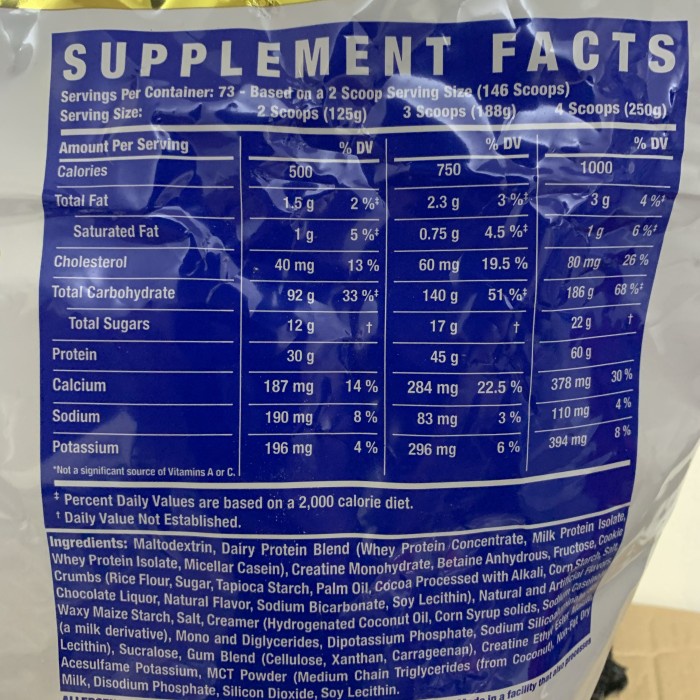 SUPPLEMENT FACTS
Servings Per Container: 73 - Based on a 2 Scoop Serving Size (146 Scoops)
Serving Size: 2 Scoops (125g) 3 Scoops (188g) 4 Scoops (250g)
Amount Per Serving % DV % DV % DV
Calories 500 750 1000
Total Fat 1.5 g 2 %‡ 2.3 g 3 %‡ 3 g 4 %‡
Saturated Fat 1 g 5 %‡ 0.75 g 4.5 %‡ 1 g 6 %‡
Cholesterol 40 mg 13 % 60 mg 19.5 % 80 mg 26 %
Total Carbohydrate 92 g 33 %‡ 140 g 51 %‡ 186 g 68 %‡
Total Sugars 12 g † 17 g † 22 g †
Protein 30 g 45 g 60 g
Calcium 187 mg 14 % 284 mg 22.5 % 378 mg 30 %
Sodium 190 mg 8 % 83 mg 3 % 110 mg 4 %
Potassium 196 mg 4 % 296 mg 6 % 394 mg 8 %
*Not a significant source of Vitamins A or C.
‡ Percent Daily Values are based on a 2,000 calorie diet.
† Daily Value Not Established.
Ingredients: Maltodextrin, Dairy Protein Blend (Whey Protein Concentrate, Milk Protein Isolate,
Whey Protein Isolate, Micellar Casein), Creatine Monohydrate, Betaine Anhydrous, Fructose, Cookie
Crumbs (Rice Flour, Sugar, Tapioca Starch, Palm Oil, Cocoa Processed with Alkali, Corn Starch, Salt,
Chocolate Liquor, Natural Flavor, Sodium Bicarbonate, Soy Lecithin), Natural and Artificial Flavors,
Waxy Maize Starch, Salt, Creamer (Hydrogenated Coconut Oil, Corn Syrup solids, Sodium
(a milk derivative), Mono and Diglycerides, Dipotassium Phosphate, Sodium
Lecithin), Sucralose, Gum Blend (Cellulose, Xanthan, Carrageenan), Creatine Ethyl Ester
Acesulfame Potassium, MCT Powder (Medium Chain Triglycerides (from Coconut), Non-Fat Dry
Milk, Disodium Phosphate, Silicon Dioxide, Soy Lecithin.
in a facility that also processes